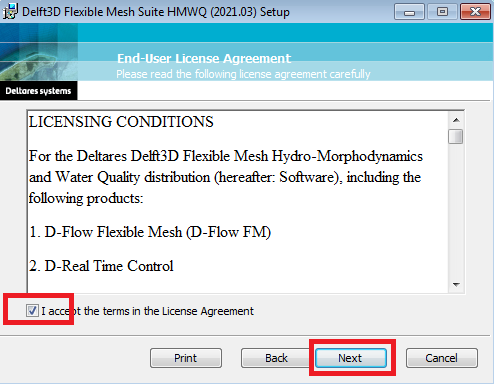 Delft3D Flexible Mesh Suite HMWQ (2021.03) Setup
End-User License Agreement
Please read the following license agreement carefully
Deltares systems
LICENSING CONDITIONS
For the Deltares Delft3D Flexible Mesh Hydro-Morphodynamics
and Water Quality distribution (hereafter: Software), including the
following products:
1. D-Flow Flexible Mesh (D-Flow FM)
2. D-Real Time Control
I accept the terms in the License Agreement
Print
Back
Next
Cancel